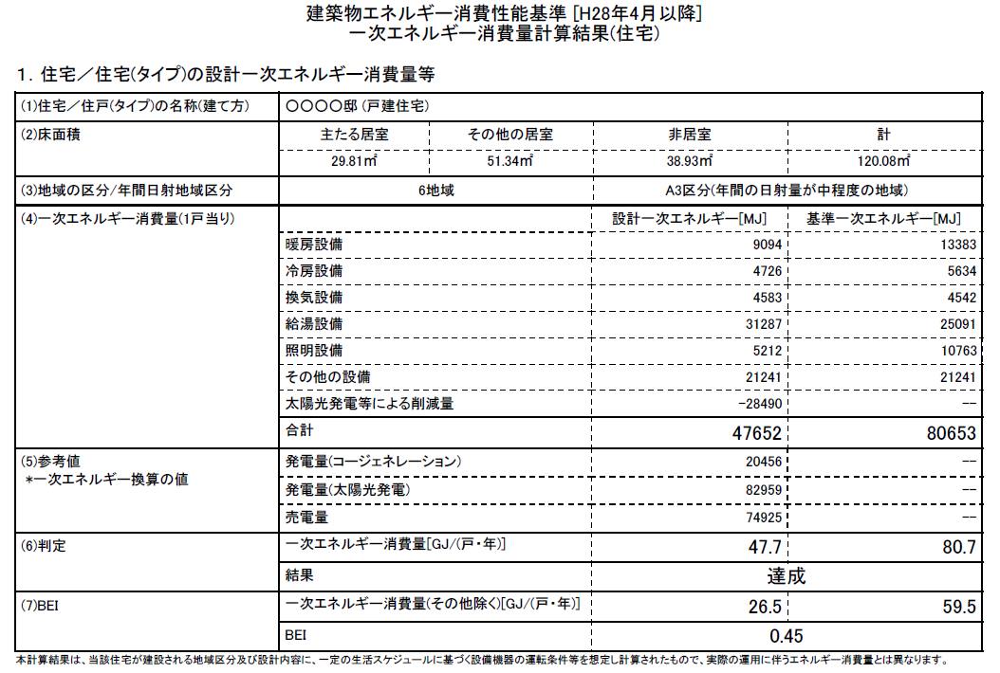 建築物エネルギー消費性能基準 [H28年4月以降]
一次エネルギー消費量計算結果(住宅)
1．住宅／住宅(タイプ)の設計一次エネルギー消費量等
(1)住宅／住戸(タイプ)の名称(建て方) 〇〇〇〇邸 (戸建住宅)
(2)床面積 主たる居室 その他の居室 非居室 計
29.81㎡ 51.34㎡ 38.93㎡ 120.08㎡
(3)地域の区分/年間日射地域区分 6地域 A3区分(年間の日射量が中程度の地域)
(4)一次エネルギー消費量(1戸当り) 設計一次エネルギー[MJ] 基準一次エネルギー[MJ]
暖房設備 9094 13383
冷房設備 4726 5634
換気設備 4583 4542
給湯設備 31287 25091
照明設備 5212 10763
その他の設備 21241 21241
太陽光発電等による削減量 -28490 --
合計 47652 80653
(5)参考値 発電量(コージェネレーション) 20456 --
*一次エネルギー換算の値
発電量(太陽光発電) 82959 --
売電量 74925 --
(6)判定 一次エネルギー消費量[GJ/(戸・年)] 47.7 80.7
結果 達成
(7)BEI 一次エネルギー消費量(その他除く)[GJ/(戸・年)] 26.5 59.5
BEI 0.45
本計算結果は、当該住宅が建設される地域区分及び設計内容に、一定の生活スケジュールに基づく設備機器の運転条件等を想定し計算されたもので、実際の運用に伴うエネルギー消費量とは異なります。